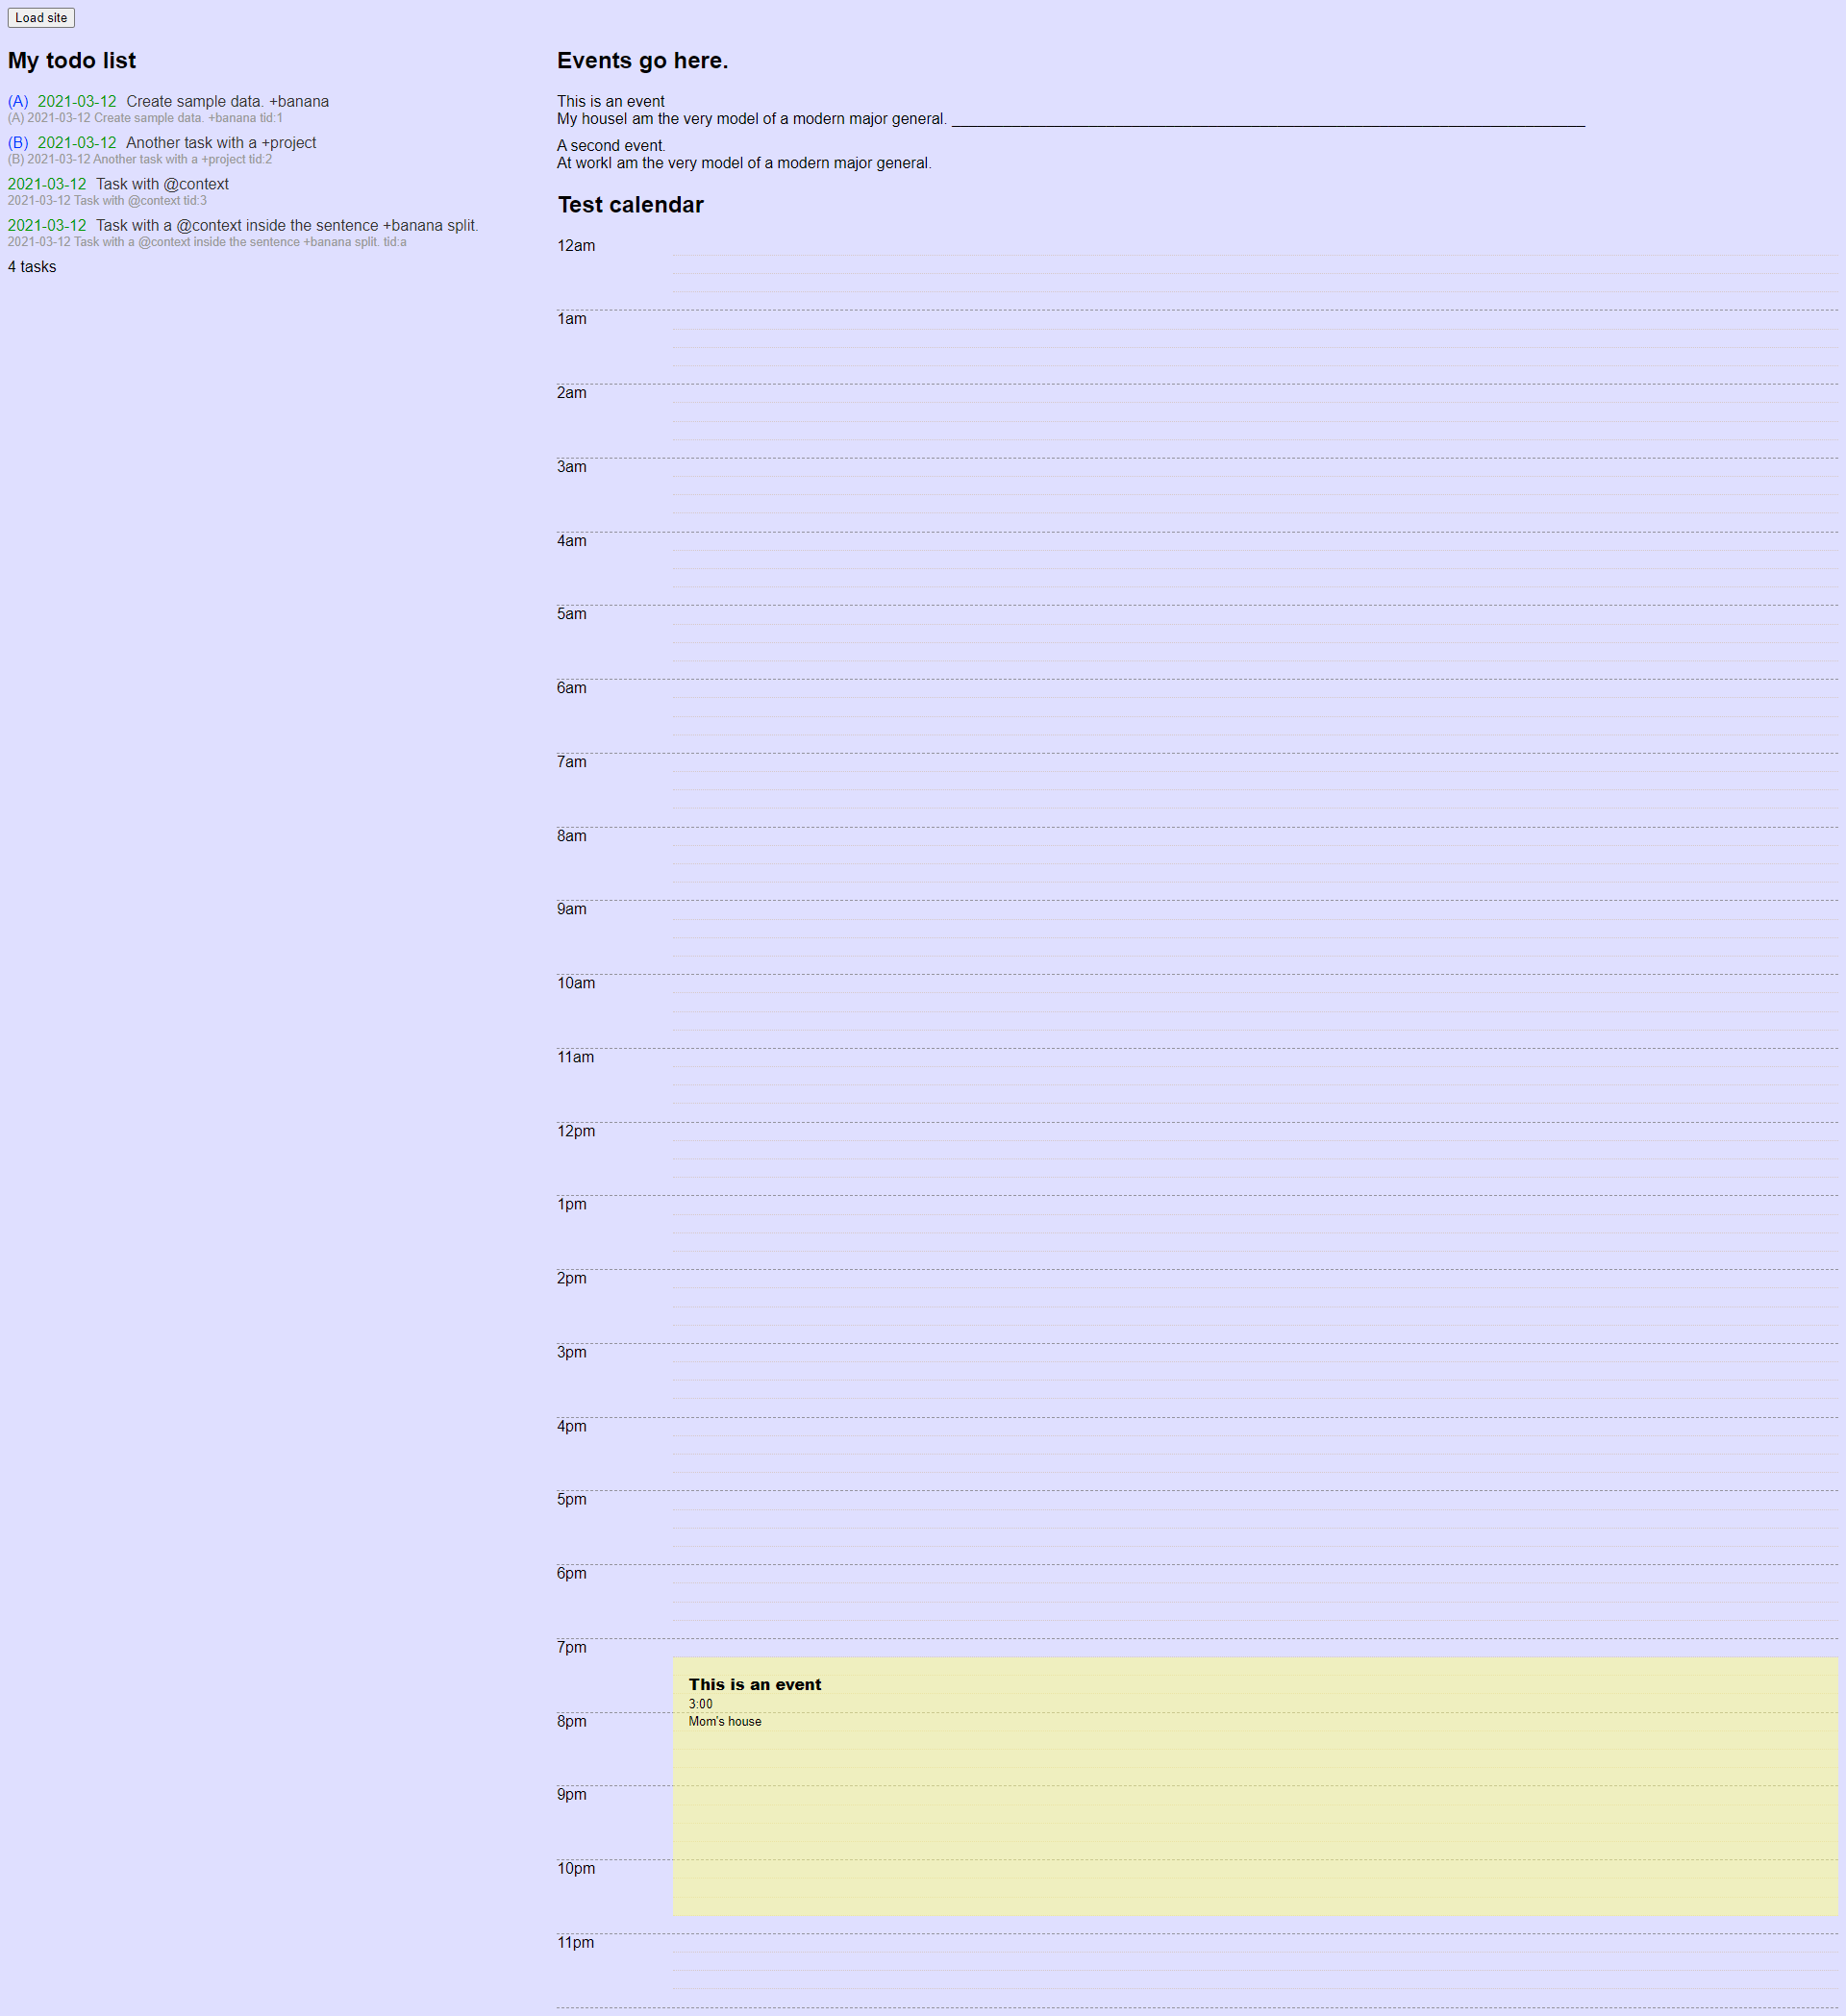 Load site
My todo list
(A) 2021-03-12 Create sample data. +banana
(A) 2021-03-12 Create sample data. +banana tid:1
(B) 2021-03-12 Another task with a +project
(B) 2021-03-12 Another task with a +project tid:2
2021-03-12 Task with @context
2021-03-12 Task with @context tid:3
2021-03-12 Task with a @context inside the sentence +banana split.
2021-03-12 Task with a @context inside the sentence +banana split. tid:a
4 tasks
Events go here.
This is an event
My houseI am the very model of a modern major general. _______________________________________________________________________________
A second event.
At workI am the very model of a modern major general.
Test calendar
12am
1am
2am
3am
4am
5am
6am
7am
8am
9am
10am
11am
12pm
1pm
2pm
3pm
4pm
5pm
6pm
7pm
This is an event
3:00
Mom's house
8pm
9pm
10pm
11pm